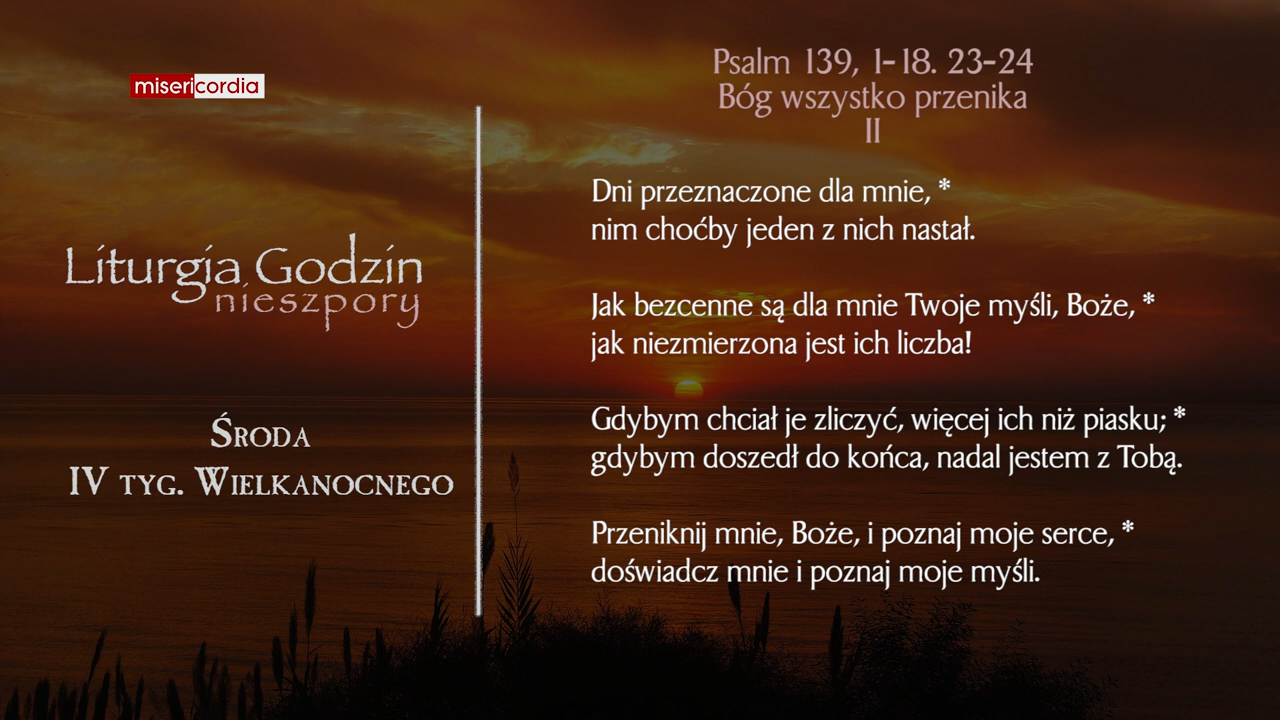 misericordia
Liturgia Godzin
nieszpory
Środa
IV tyg. Wielkanocnego
Psalm 139, 1-18. 23-24
Bóg wszystko przenika
II
Dni przeznaczone dla mnie, *
nim choćby jeden z nich nastał.
Jak bezcenne są dla mnie Twoje myśli, Boże, *
jak niezmierzona jest ich liczba!
Gdybym chciał je zliczyć, więcej ich niż piasku; *
gdybym doszedł do końca, nadal jestem z Tobą.
Przeniknij mnie, Boże, i poznaj moje serce, *
doświadcz mnie i poznaj moje myśli.